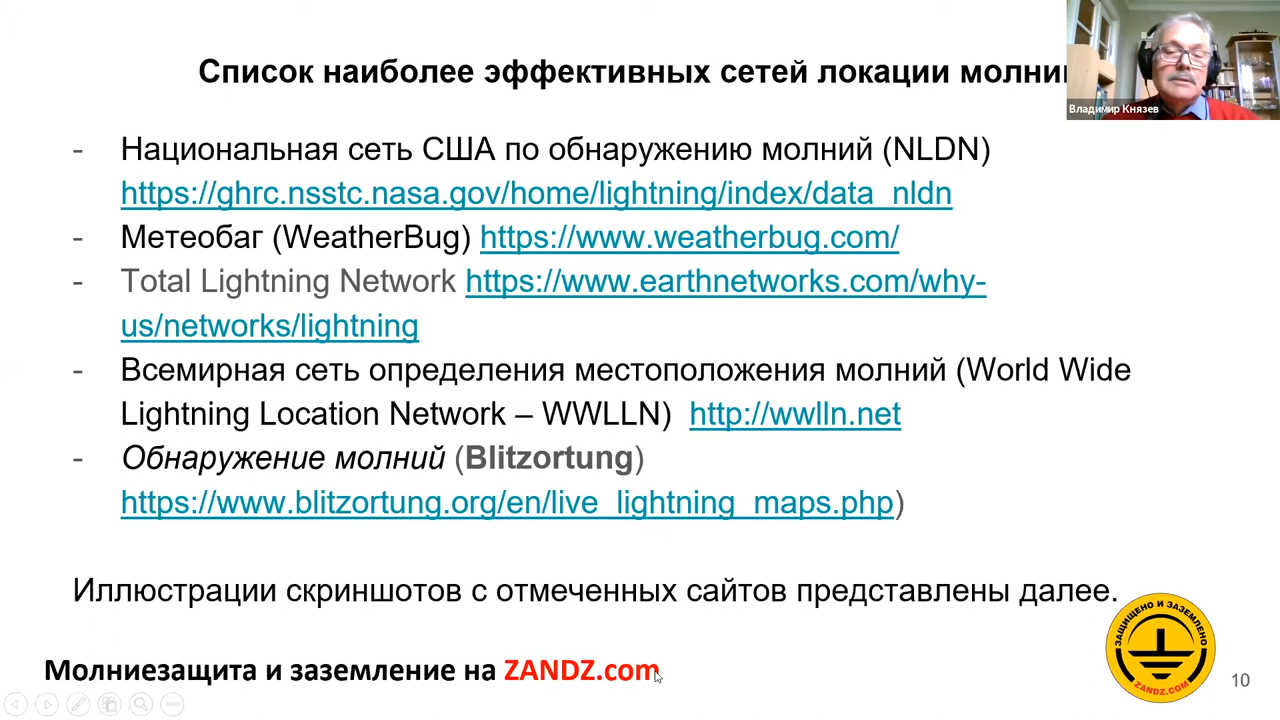 Список наиболее эффективных сетей локации молни
Владимир Князев
- Национальная сеть США по обнаружению молний (NLDN)
https://ghrc.nsstc.nasa.gov/home/lightning/index/data_nldn
- Метеобаг (WeatherBug) https://www.weatherbug.com/
- Total Lightning Network https://www.earthnetworks.com/why-
us/networks/lightning
- Всемирная сеть определения местоположения молний (World Wide
Lightning Location Network – WWLLN) http://wwlln.net
- Обнаружение молний (Blitzortung)
https://www.blitzortung.org/en/live_lightning_maps.php)
Иллюстрации скриншотов с отмеченных сайтов представлены далее.
ЗАЩИЩЕНО И ЗАЗЕМЛЕНО
ZANDZ.COM
Молниезащита и заземление на ZANDZ.com
10